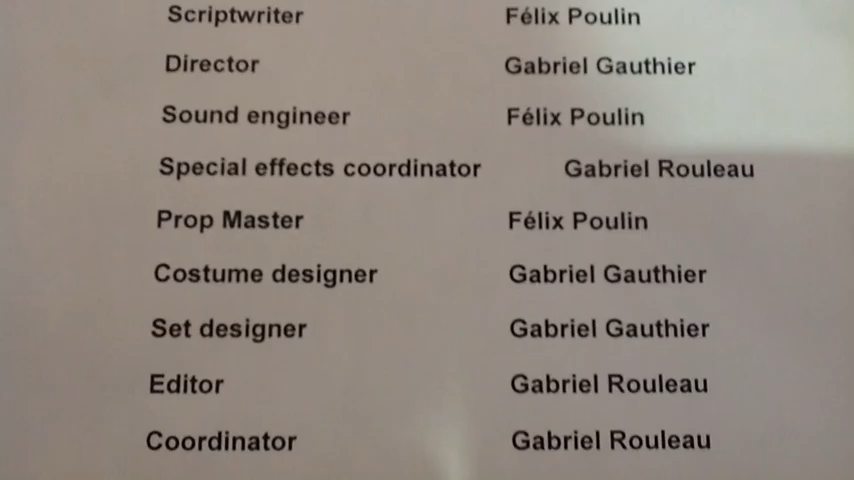 Scriptwriter Félix Poulin
Director Gabriel Gauthier
Sound engineer Félix Poulin
Special effects coordinator Gabriel Rouleau
Prop Master Félix Poulin
Costume designer Gabriel Gauthier
Set designer Gabriel Gauthier
Editor Gabriel Rouleau
Coordinator Gabriel Rouleau